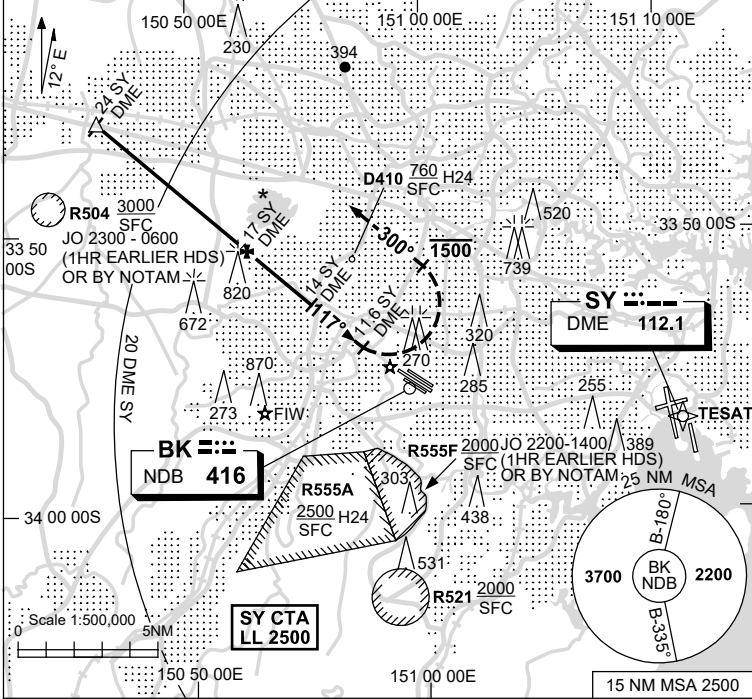 150 50 00E
151 00 00E
151 10 00E
230
394
12° E
24 SY
DME
D410 760 H24
SFC
R504 3000
SFC
JO 2300 - 0600
(1HR EARLIER HDS)
OR BY NOTAM
*
17 SY
DME
300°
1500
520
739
33 50 00S
33 50
00S
820
672
14 SY
DME
117°
11.6 SY
DME
270
320
285
SY
DME 112.1
20 DME SY
870
273
FIW
255
389
TESAT
BK
NDB 416
R555F 2000 JO 2200-1400
SFC (1HR EARLIER HDS)
OR BY NOTAM
303
R555A
2500 H24
SFC
438
34 00 00S
531
R521 2000
SFC
25 NM MSA
B-180°
3700
BK
NDB
2200
B-335°
Scale 1:500,000
0 5NM
SY CTA
LL 2500
150 50 00E
151 00 00E
15 NM MSA 2500